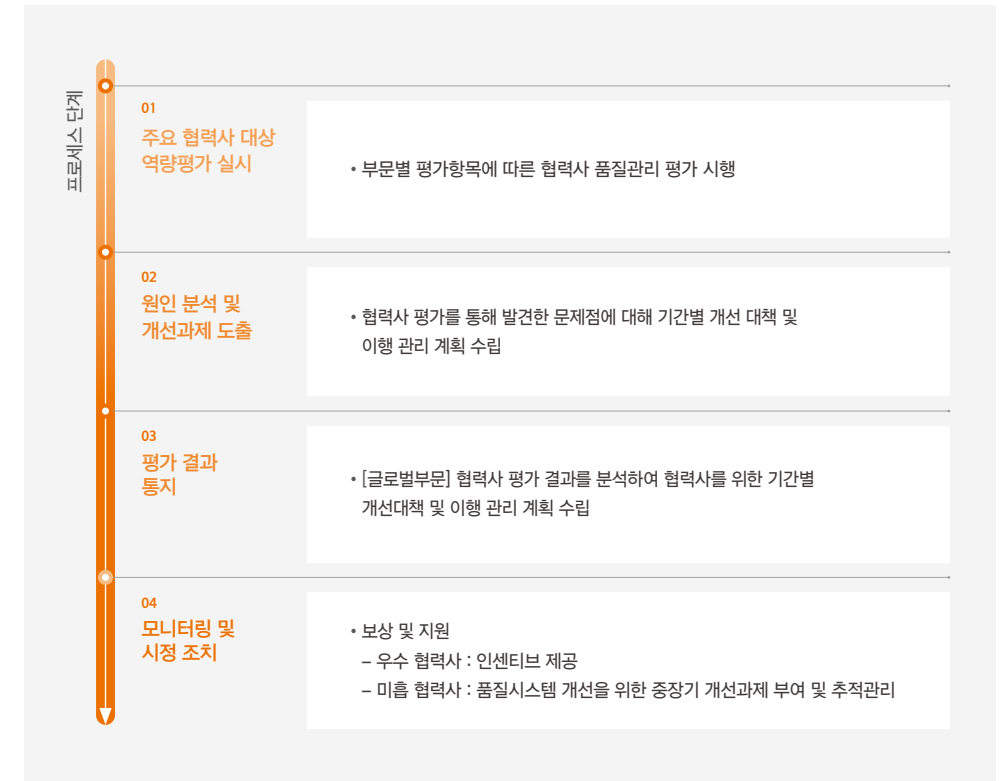 프로세스 단계
01
주요 협력사 대상
역량평가 실시
• 부문별 평가항목에 따른 협력사 품질관리 평가 시행
02
원인 분석 및
개선과제 도출
• 협력사 평가를 통해 발견한 문제점에 대해 기간별 개선 대책 및
이행 관리 계획 수립
03
평가 결과
통지
• [글로벌부문] 협력사 평가 결과를 분석하여 협력사를 위한 기간별
개선대책 및 이행 관리 계획 수립
04
모니터링 및
시정 조치
• 보상 및 지원
– 우수 협력사 : 인센티브 제공
– 미흡 협력사 : 품질시스템 개선을 위한 중장기 개선과제 부여 및 추적관리